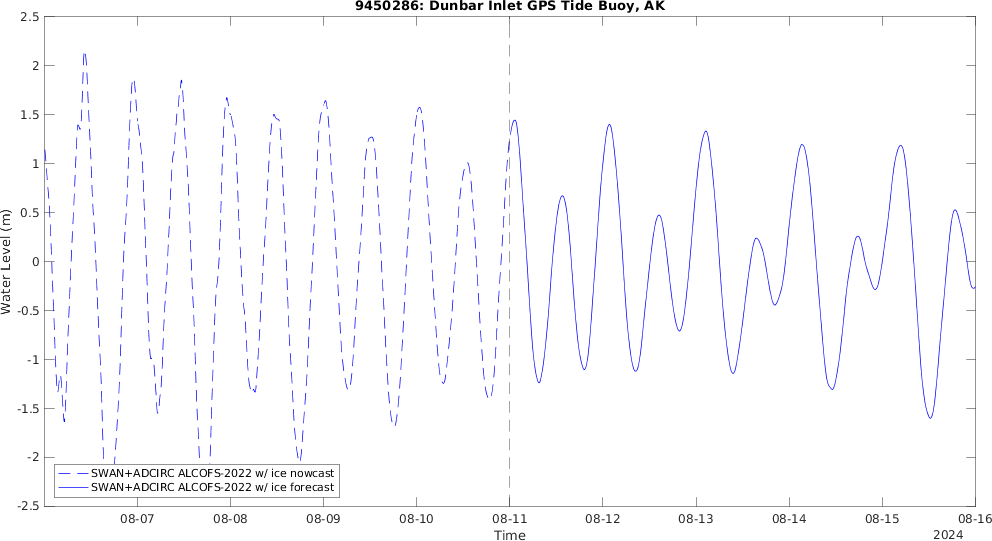 9450286: Dunbar Inlet GPS Tide Buoy, AK
2.5
2
1.5
1
0.5
0
-0.5
-1
-1.5
-2
-2.5
Water Level (m)
SWAN+ADCIRC ALCOFS-2022 w/ ice nowcast
SWAN+ADCIRC ALCOFS-2022 w/ ice forecast
08-07 08-08 08-09 08-10 08-11 08-12 08-13 08-14 08-15 08-16
Time
2024